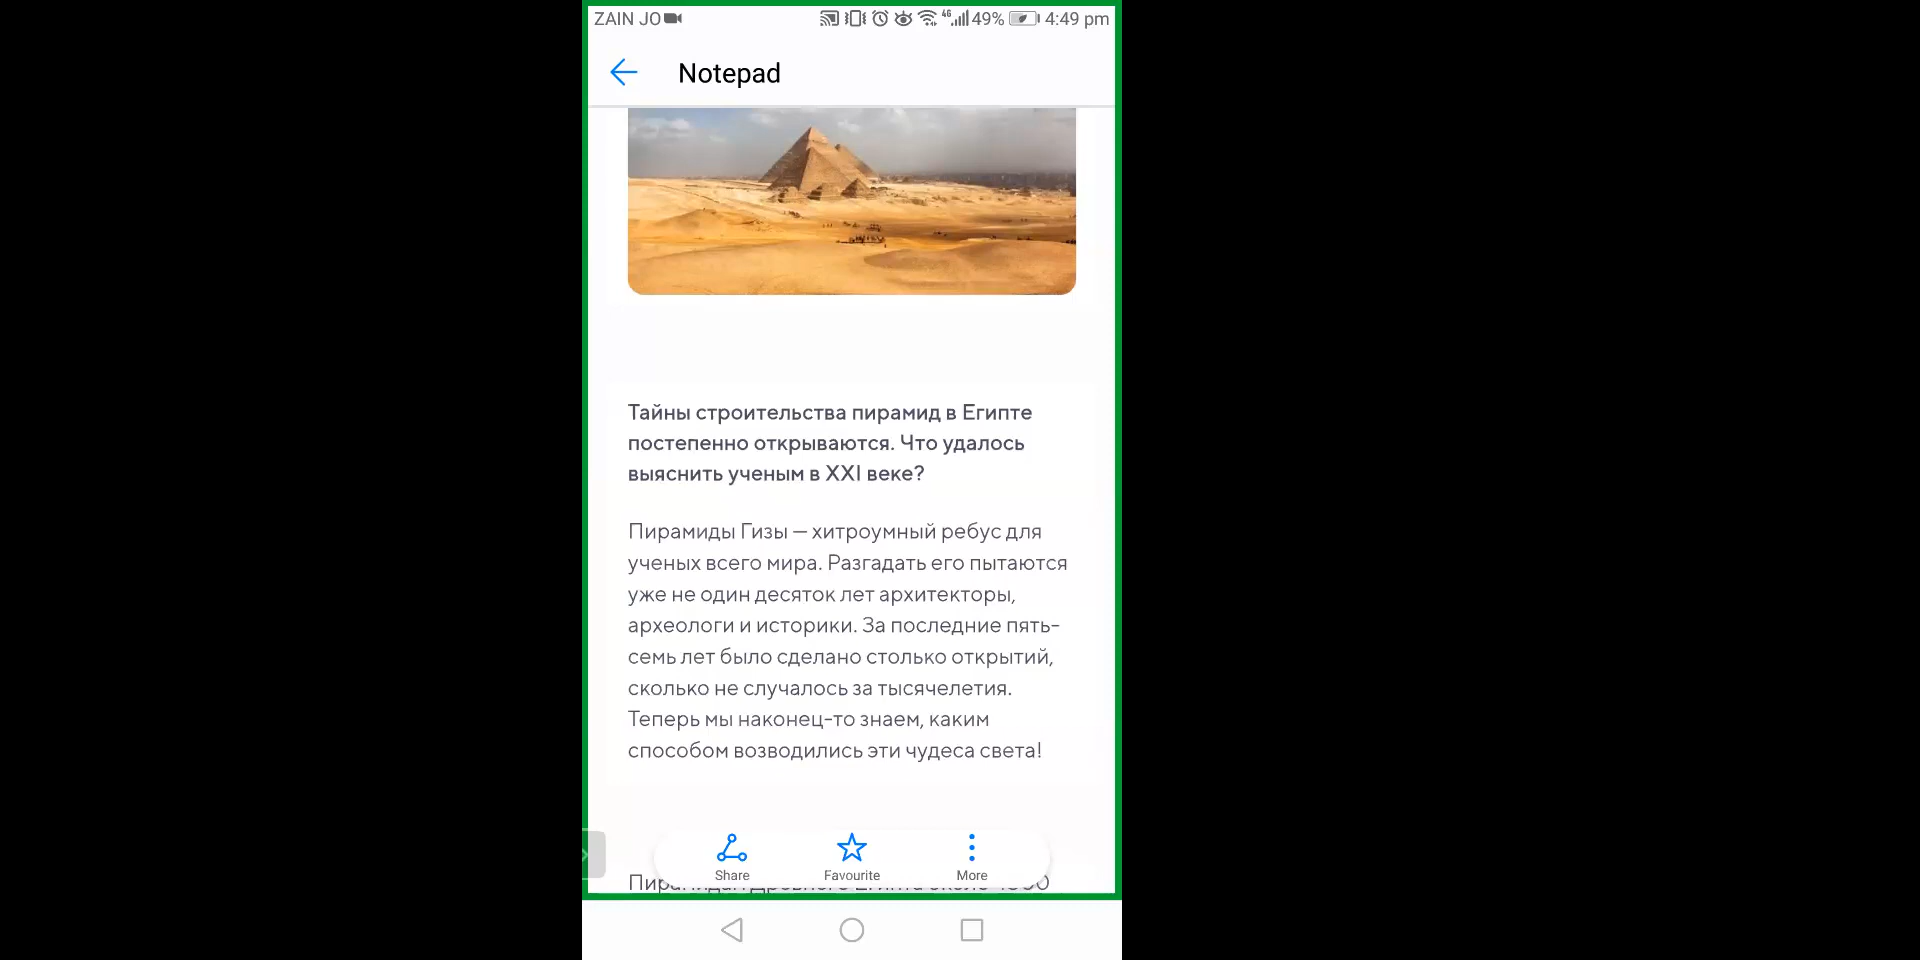 ZAIN JO 4G 49% 4:49 pm
Notepad
Тайны строительства пирамид в Египте
постепенно открываются. Что удалось
выяснить ученым в XXI веке?
Пирамиды Гизы — хитроумный ребус для
ученых всего мира. Разгадать его пытаются
уже не один десяток лет архитекторы,
археологи и историки. За последние пять-
семь лет было сделано столько открытий,
сколько не случалось за тысячелетия.
Теперь мы наконец-то знаем, каким
способом возводились эти чудеса света!
Share Favourite More